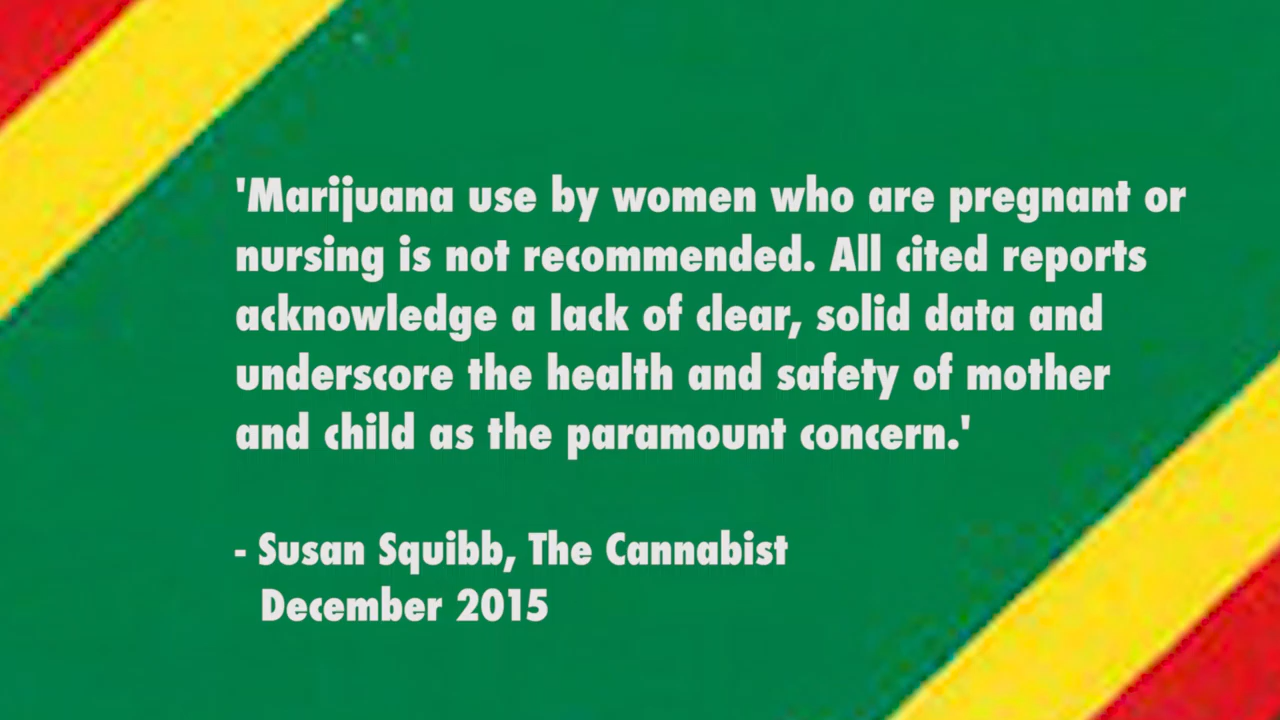 'Marijuana use by women who are pregnant or
nursing is not recommended. All cited reports
acknowledge a lack of clear, solid data and
underscore the health and safety of mother
and child as the paramount concern.'
- Susan Squibb, The Cannabist
December 2015